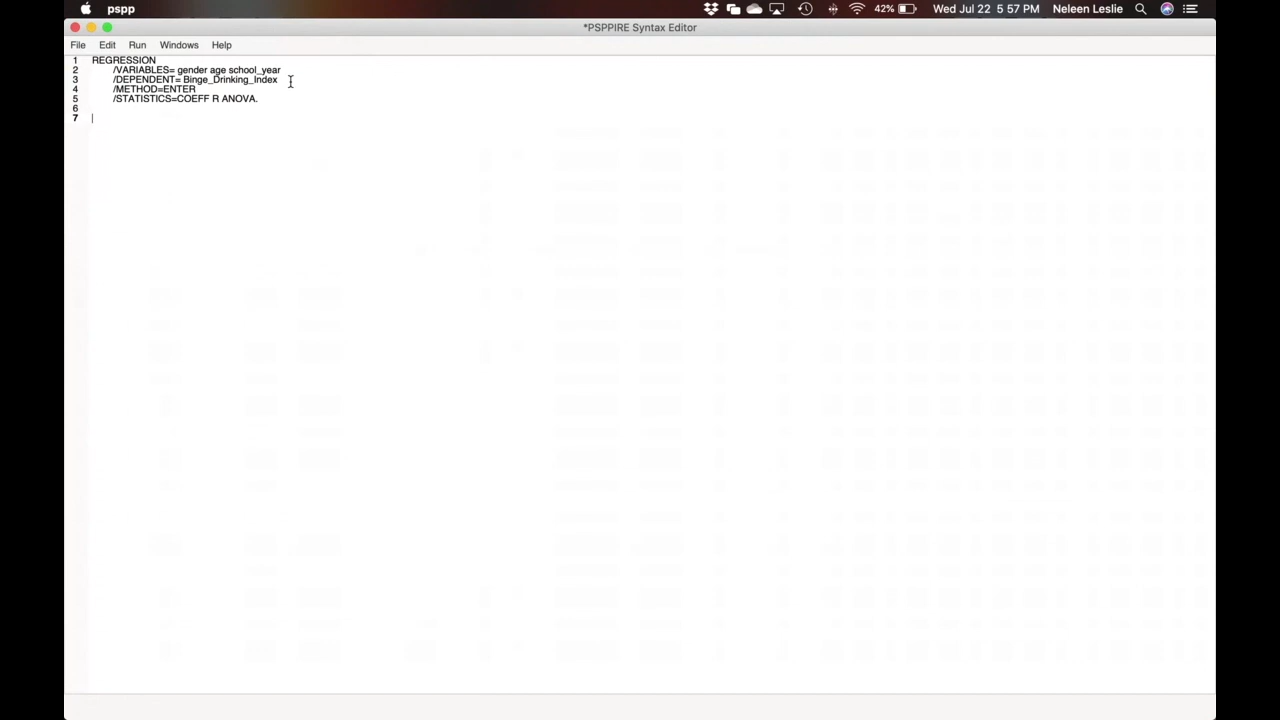 pspp
42%
Wed Jul 22 5:57 PM
Neleen Leslie
*PSPPIRE Syntax Editor
File Edit Run Windows Help
1 REGRESSION
2 /VARIABLES= gender age school_year
3 /DEPENDENT= Binge_Drinking_Index
4 /METHOD=ENTER
5 /STATISTICS=COEFF R ANOVA.
6
7